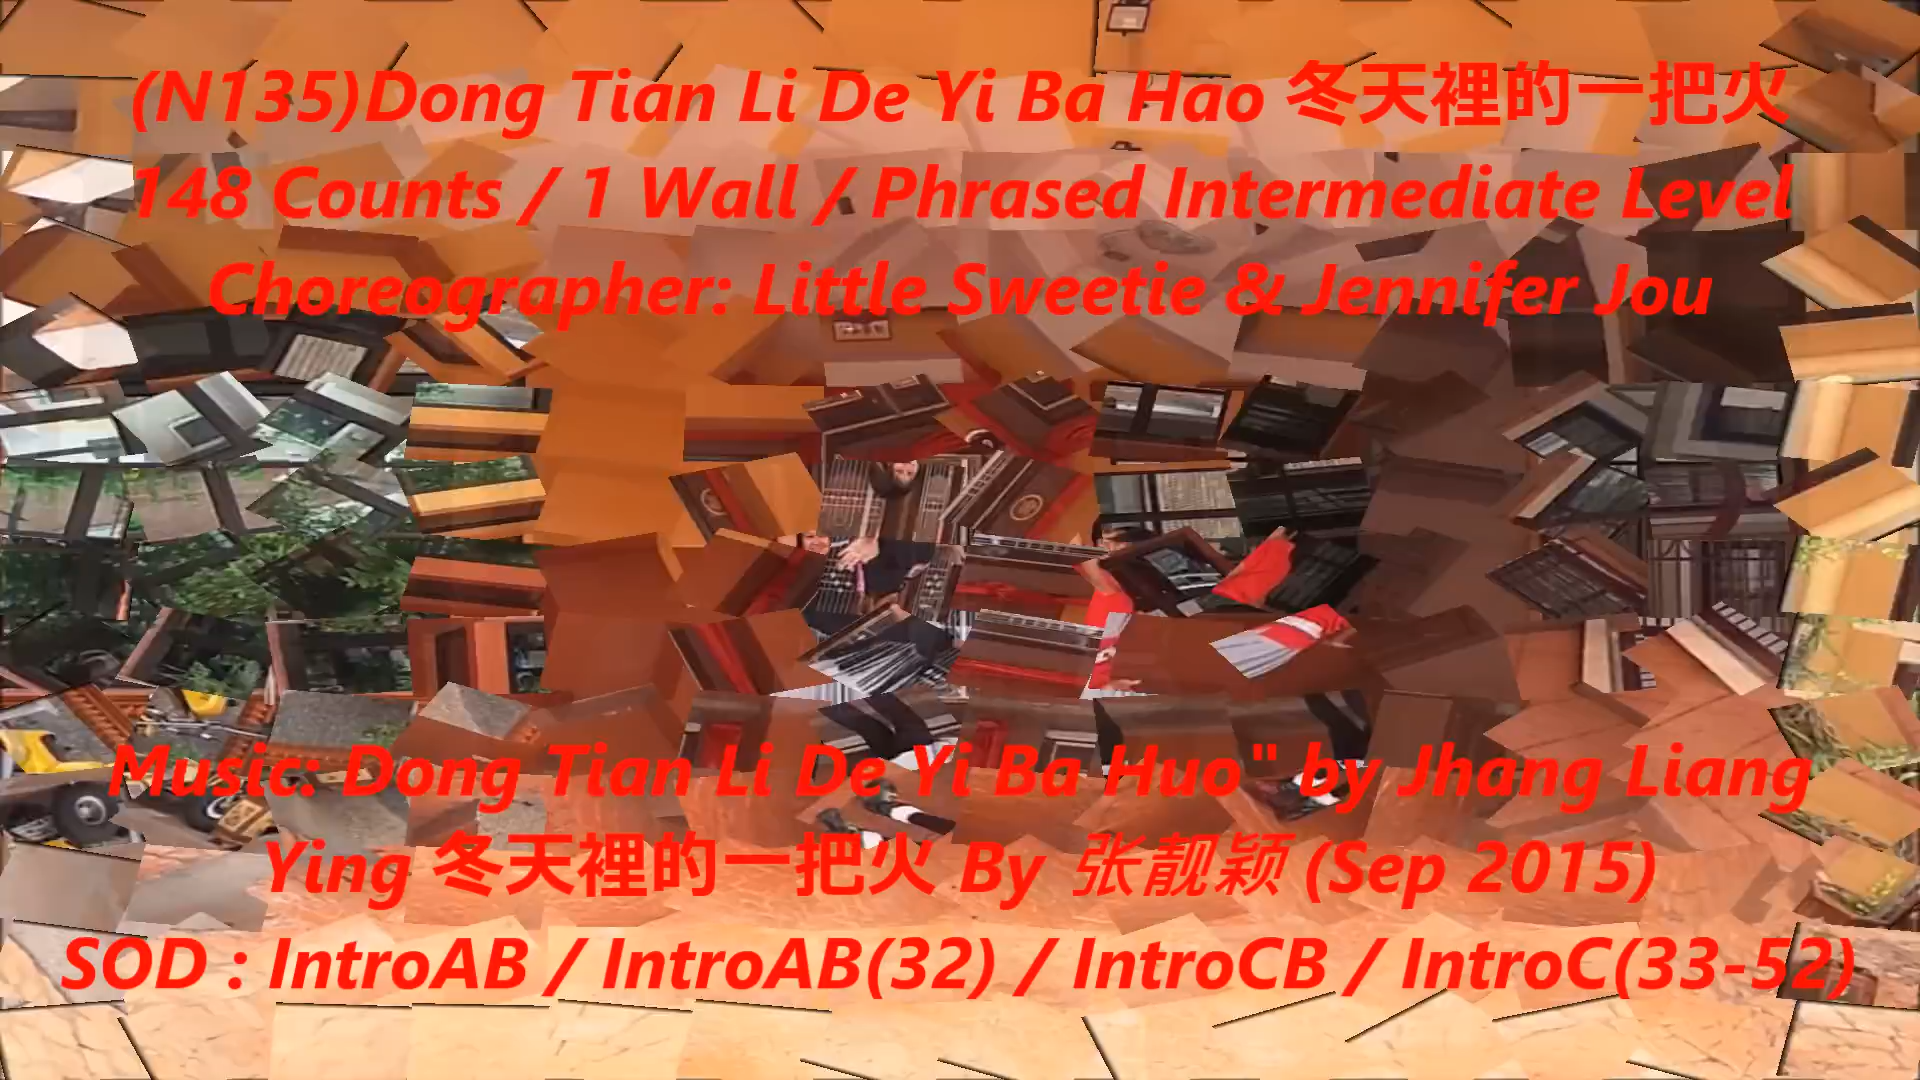 (N135)Dong Tian Li De Yi Ba Hao 冬天裡的一把火
148 Counts / 1 Wall / Phrased Intermediate Level
Choreographer: Little Sweetie & Jennifer Jou
Music: Dong Tian Li De Yi Ba Huo" by Jhang Liang
Ying 冬天裡的一把火 By 张靓颖 (Sep 2015)
SOD : IntroAB / IntroAB(32) / IntroCB / IntroC(33-52)